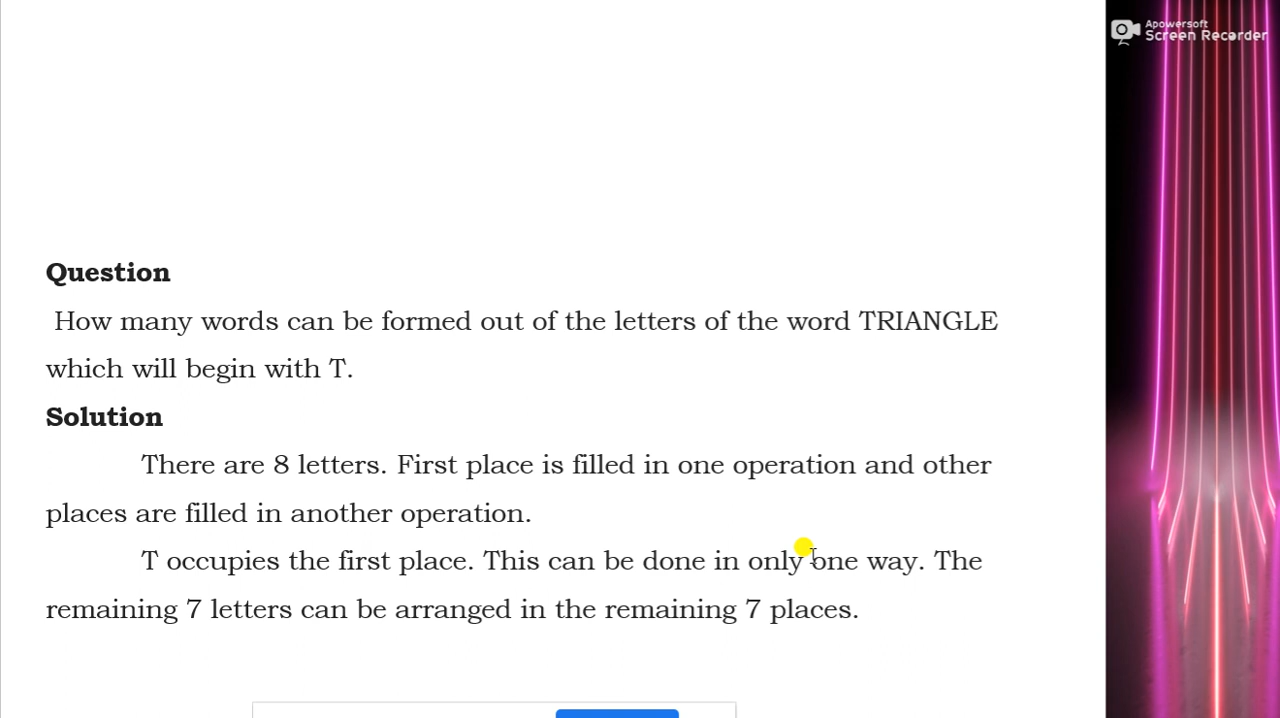 Apowersoft
Screen Recorder
Question
How many words can be formed out of the letters of the word TRIANGLE
which will begin with T.
Solution
There are 8 letters. First place is filled in one operation and other
places are filled in another operation.
T occupies the first place. This can be done in only one way. The
remaining 7 letters can be arranged in the remaining 7 places.